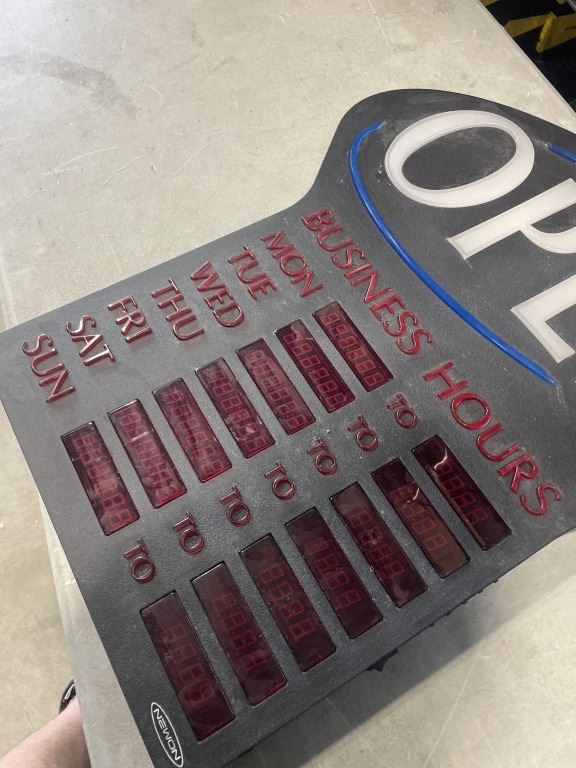 OPE
BUSINESS HOURS
MON TO
TUE TO
WED TO
THU TO
FRI TO
SAT TO
SUN TO
NEWON